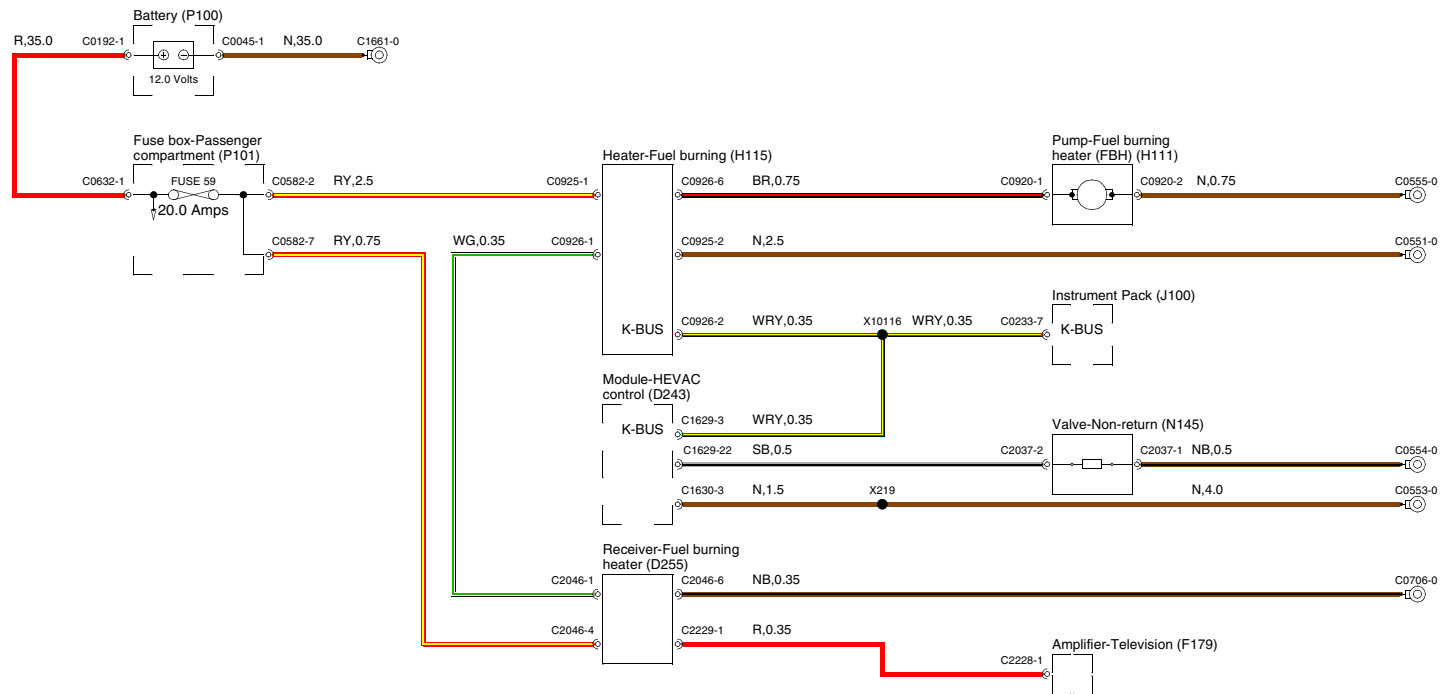 Battery (P100)
R,35.0 C0192-1 C0045-1 N,35.0 C1661-0
12.0 Volts
Fuse box-Passenger
compartment (P101)
Heater-Fuel burning (H115)
Pump-Fuel burning
heater (FBH) (H111)
C0632-1 FUSE 59 C0582-2 RY,2.5 C0925-1 C0926-6 BR,0.75 C0920-1 C0920-2 N,0.75 C0555-0
20.0 Amps
C0582-7 RY,0.75 WG,0.35 C0926-1 C0925-2 N,2.5 C0551-0
Instrument Pack (J100)
K-BUS C0926-2 WRY,0.35 X10116 WRY,0.35 C0233-7 K-BUS
Module-HEVAC
control (D243)
K-BUS C1629-3 WRY,0.35
Valve-Non-return (N145)
C1629-22 SB,0.5 C2037-2 C2037-1 NB,0.5 C0554-0
C1630-3 N,1.5 X219 N,4.0 C0553-0
Receiver-Fuel burning
heater (D255)
C2046-1 C2046-6 NB,0.35 C0706-0
C2046-4 C2229-1 R,0.35
Amplifier-Television (F179)
C2228-1